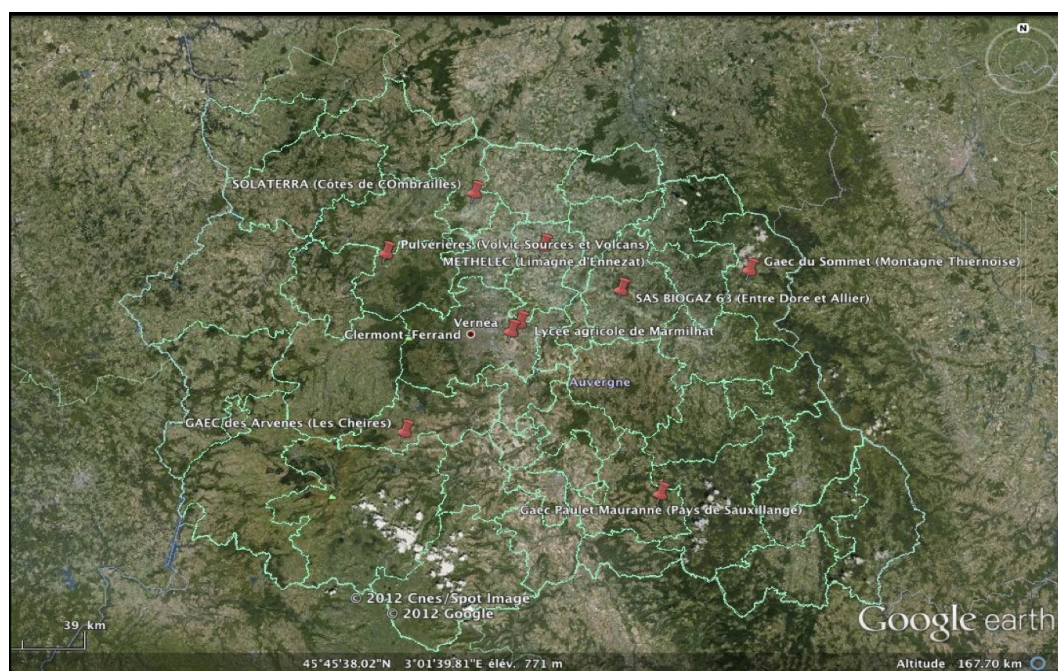 N
SOLATERRA (Côtes de COmbrailles)
Pulvérières (Volvic Sources et Volcans)
METHELEC (Limagne d'Ennezat)
Gaec du Sommet (Montagne Thiernoise)
SAS BIOGAZ 63 (Entre Dore et Allier)
Vernea
Clermont-Ferrand
Lycée agricole de Marmilhat
Auvergne
GAEC des Arvenes (Les Cheires)
Gaec Paulet Mauranne (Pays de Sauxillange)
© 2012 Cnes/Spot Image
© 2012 Google
Google earth
39 km
45°45'38.02"N 3°01'39.81"E élév. 771 m
Altitude 167.70 km